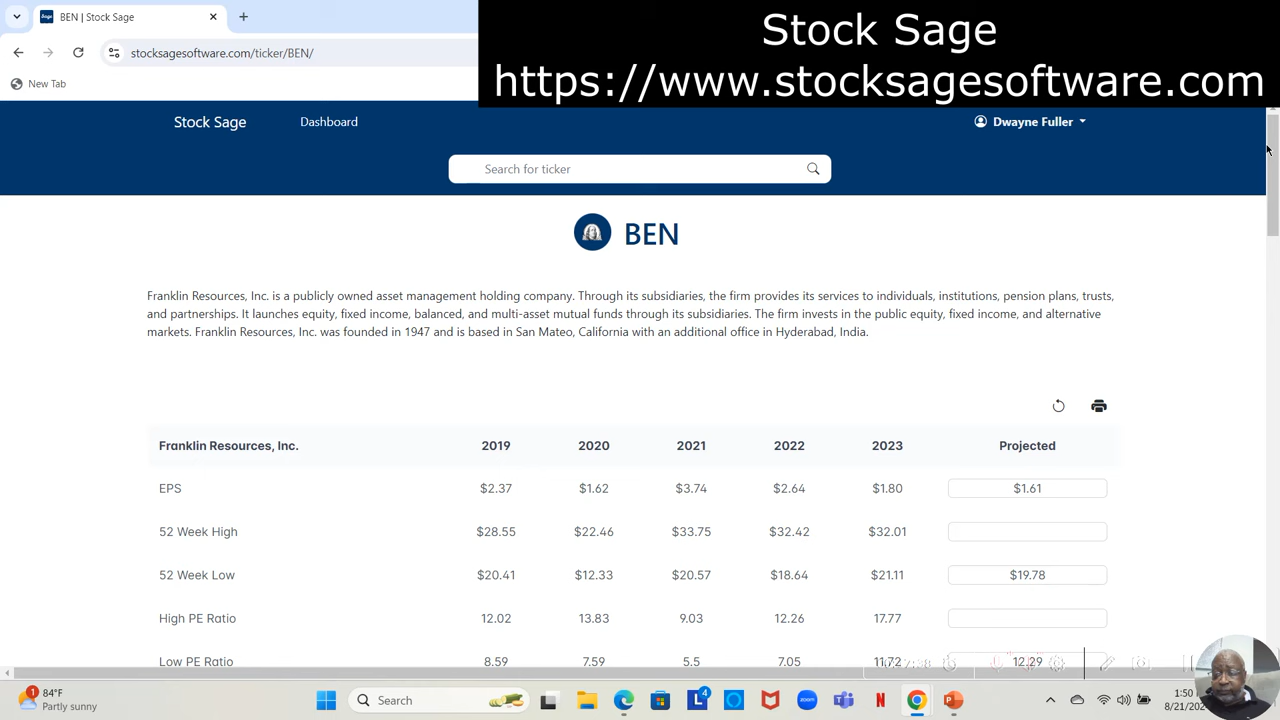 BEN | Stock Sage
Stock Sage
https://www.stocksagesoftware.com
stocksagesoftware.com/ticker/BEN/
New Tab
Stock Sage
Dashboard
Dwayne Fuller
Search for ticker
BEN
Franklin Resources, Inc. is a publicly owned asset management holding company. Through its subsidiaries, the firm provides its services to individuals, institutions, pension plans, trusts,
and partnerships. It launches equity, fixed income, balanced, and multi-asset mutual funds through its subsidiaries. The firm invests in the public equity, fixed income, and alternative
markets. Franklin Resources, Inc. was founded in 1947 and is based in San Mateo, California with an additional office in Hyderabad, India.
Franklin Resources, Inc. 2019 2020 2021 2022 2023 Projected
EPS $2.37 $1.62 $3.74 $2.64 $1.80 $1.61
52 Week High $28.55 $22.46 $33.75 $32.42 $32.01
52 Week Low $20.41 $12.33 $20.57 $18.64 $21.11 $19.78
High PE Ratio 12.02 13.83 9.03 12.26 17.77
Low PE Ratio 8.59 7.59 5.5 7.05 11.72 12.29
1
84°F
Partly sunny
Search
4
zoom
1:50
8/21/20